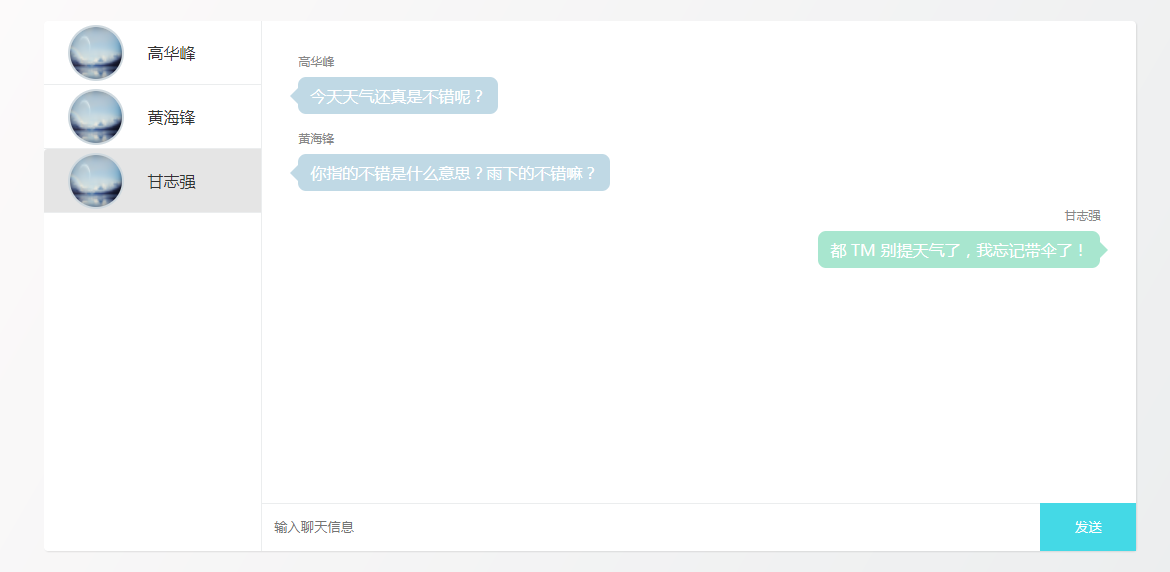 高华峰
黄海锋
甘志强
高华峰
今天天气还真是不错呢？
黄海锋
你指的不错是什么意思？雨下的不错嘛？
甘志强
都 TM 别提天气了，我忘记带伞了！
输入聊天信息
发送